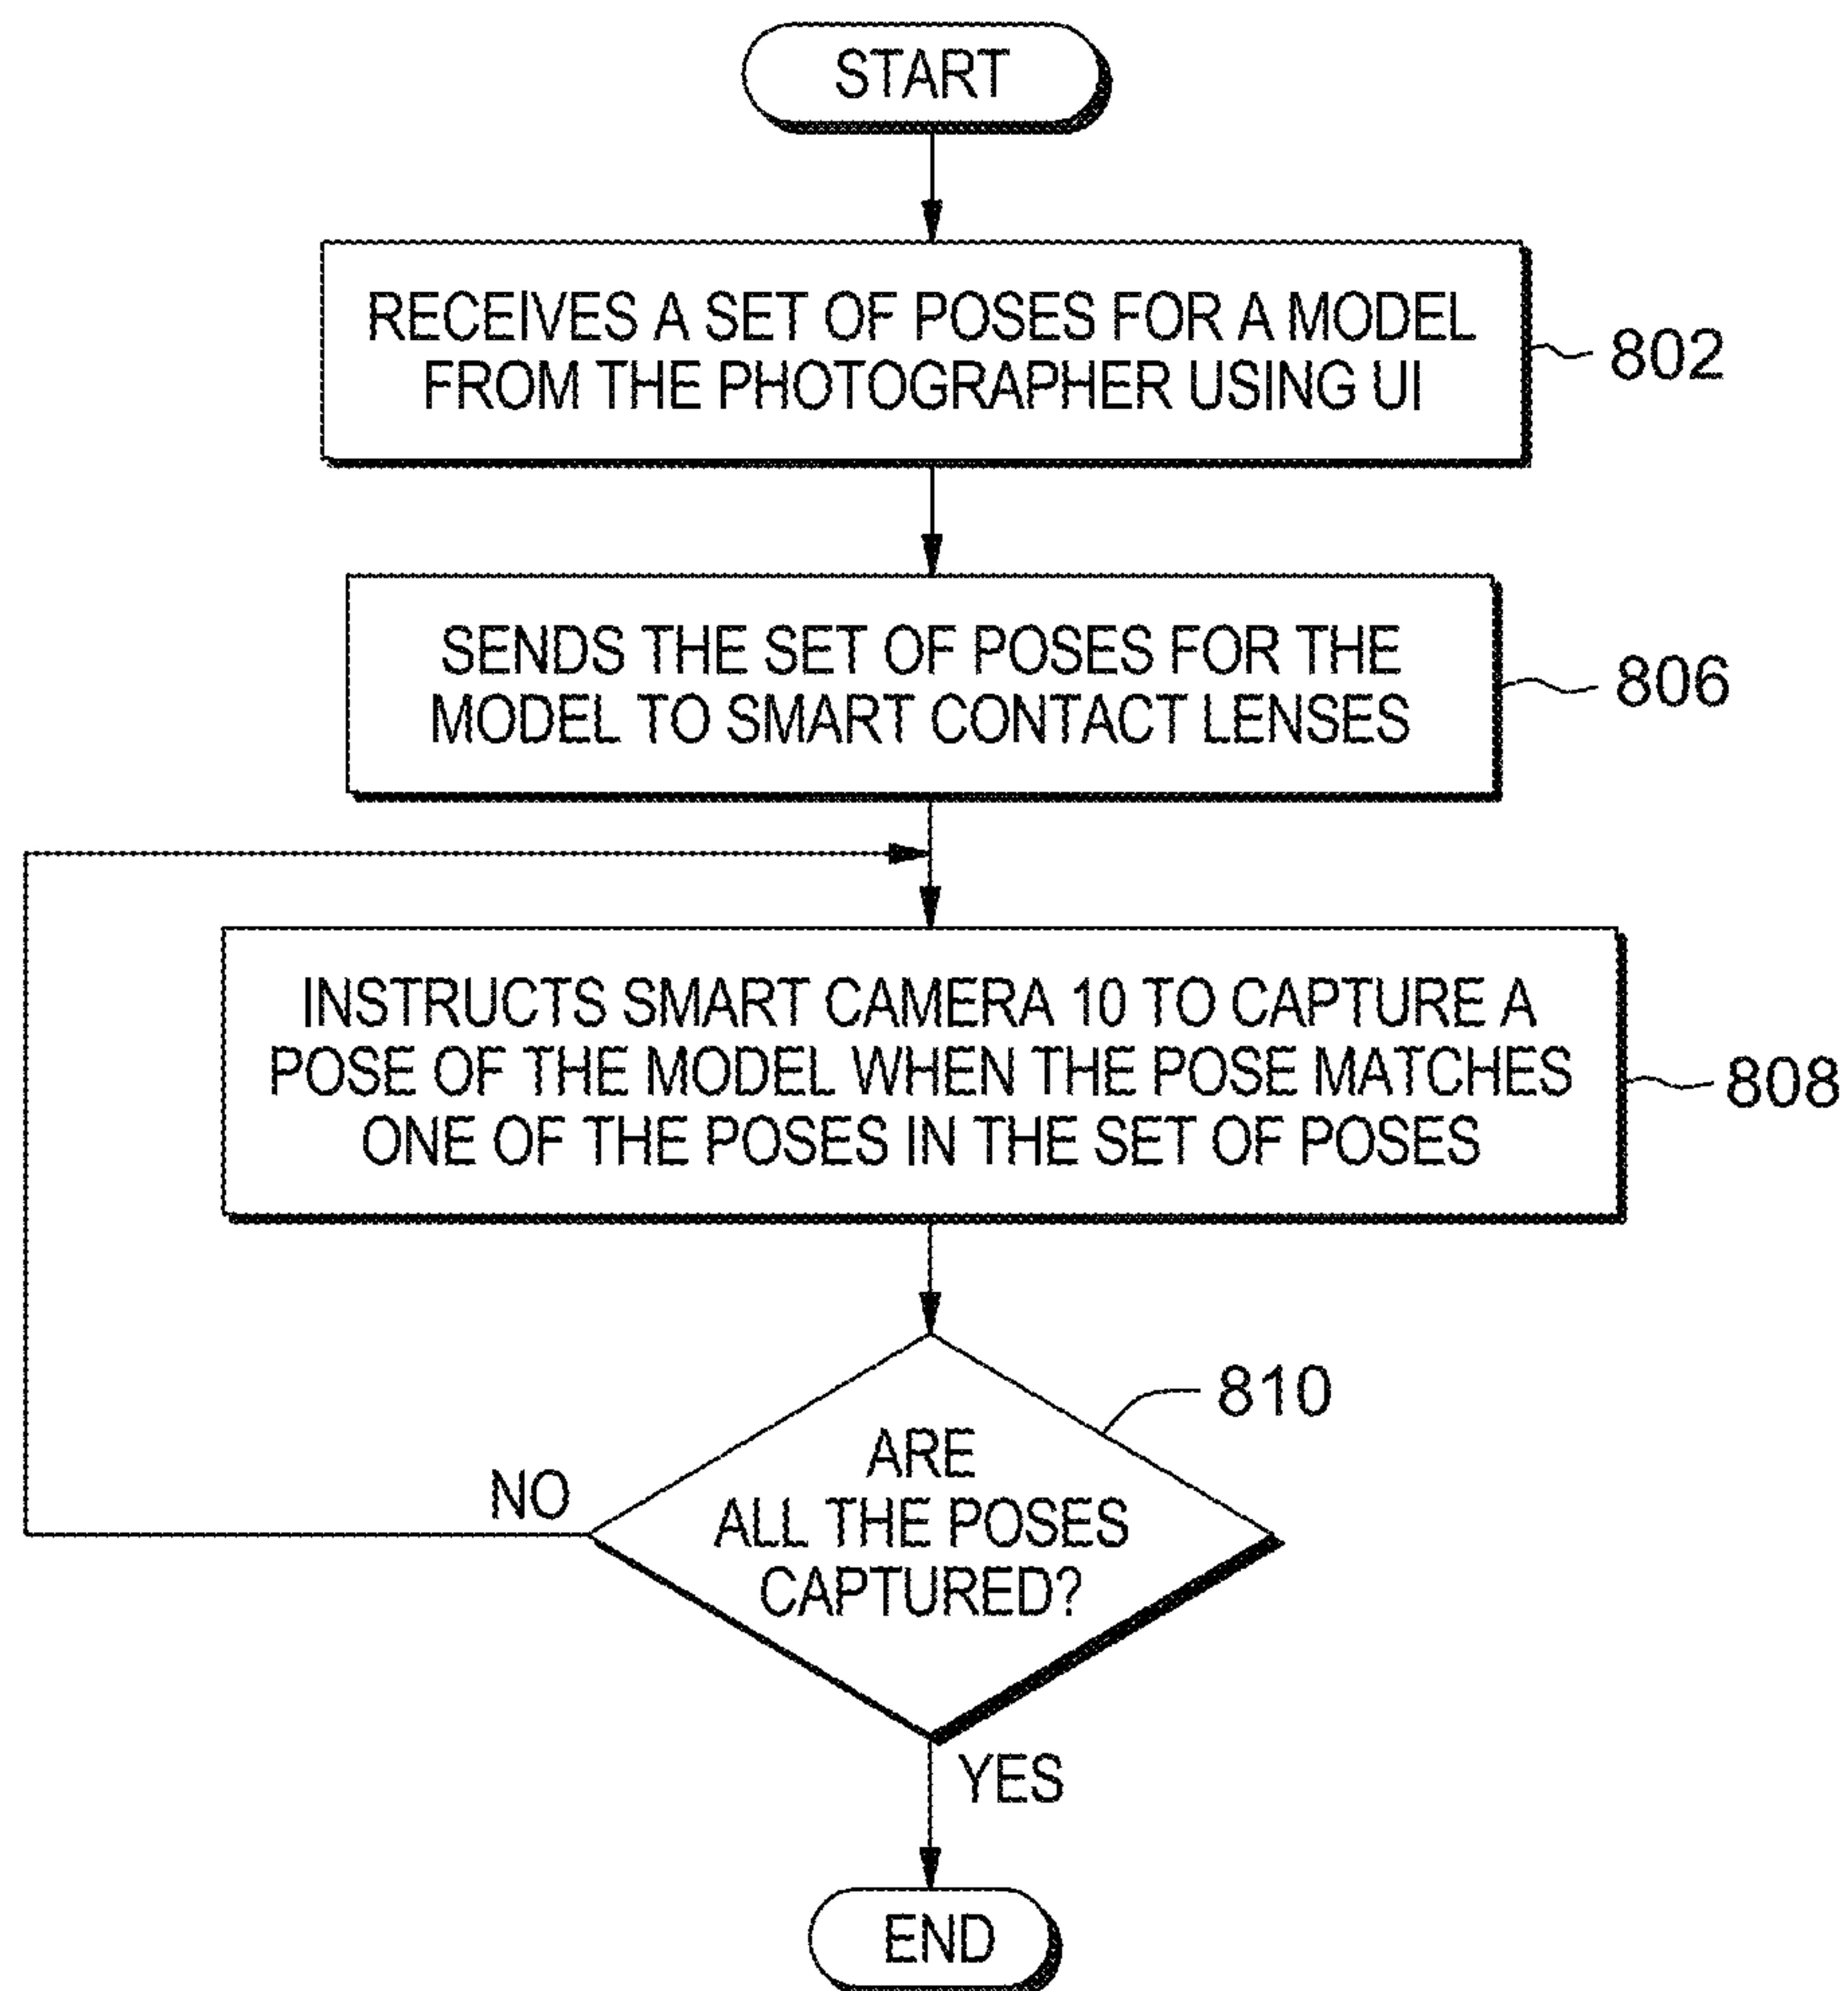 START
RECEIVES A SET OF POSES FOR A MODEL
FROM THE PHOTOGRAPHER USING UI
802
SENDS THE SET OF POSES FOR THE
MODEL TO SMART CONTACT LENSES
806
INSTRUCTS SMART CAMERA 10 TO CAPTURE A
POSE OF THE MODEL WHEN THE POSE MATCHES
ONE OF THE POSES IN THE SET OF POSES
808
810
ARE
ALL THE POSES
CAPTURED?
NO
YES
END